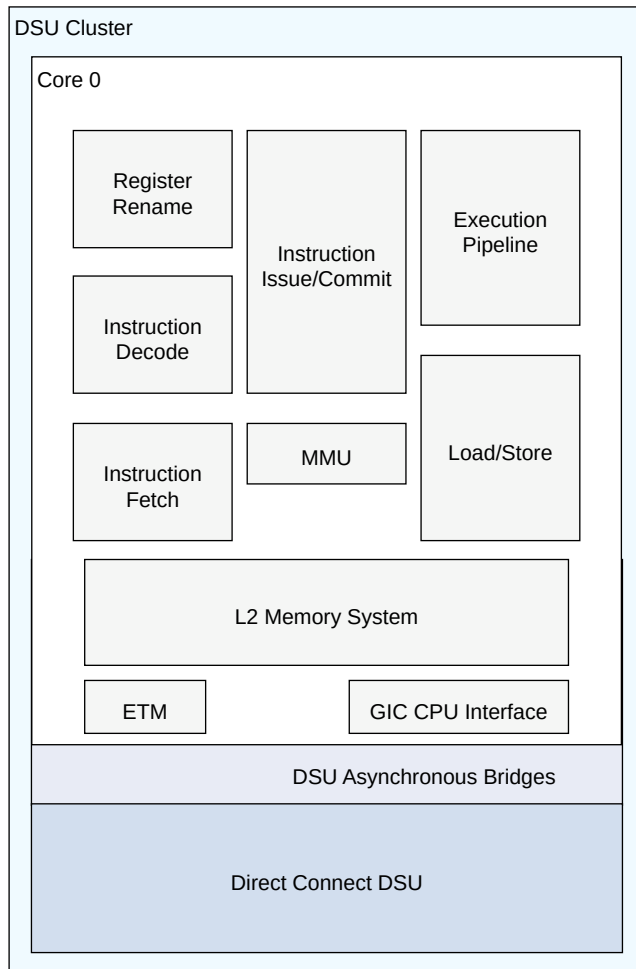 DSU Cluster
Core 0
Register
Rename
Instruction
Issue/Commit
Execution
Pipeline
Instruction
Decode
Instruction
Fetch
MMU
Load/Store
L2 Memory System
ETM
GIC CPU Interface
DSU Asynchronous Bridges
Direct Connect DSU